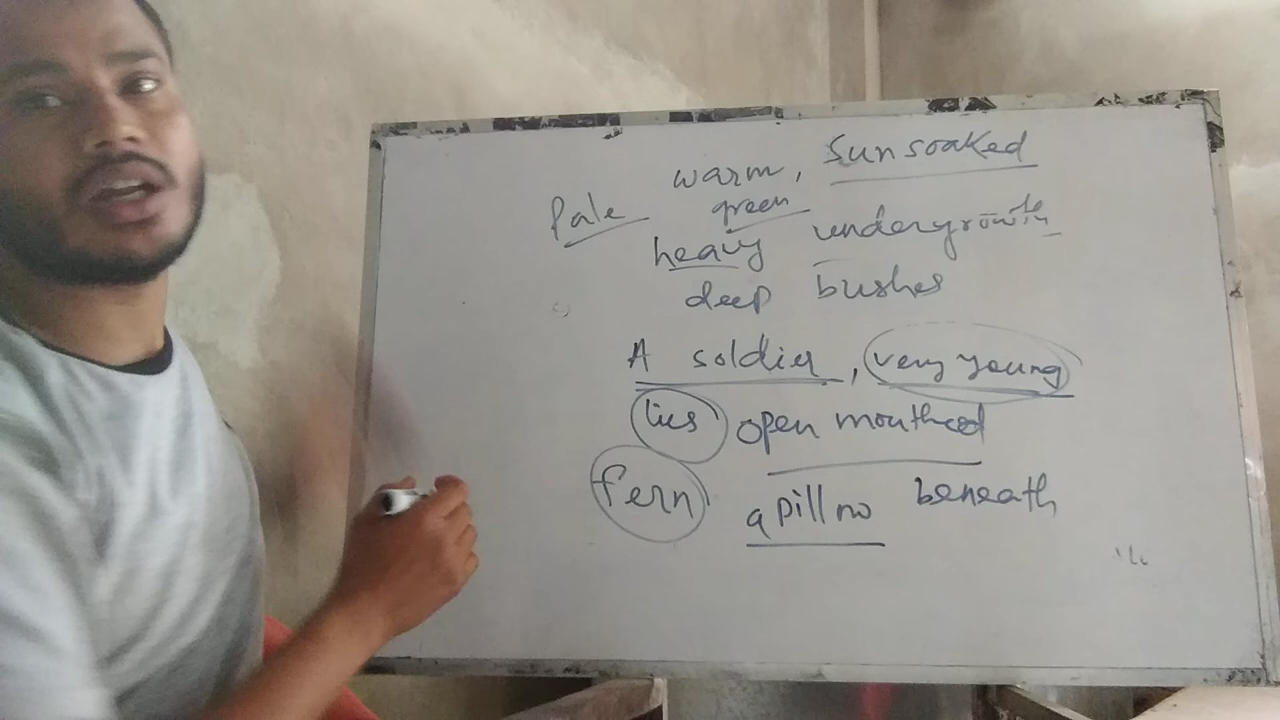 warm, Sunsoaked
Pale green
heavy undergrowth
deep bushes
A soldier, very young
lies open mouthed
fern a pillow beneath